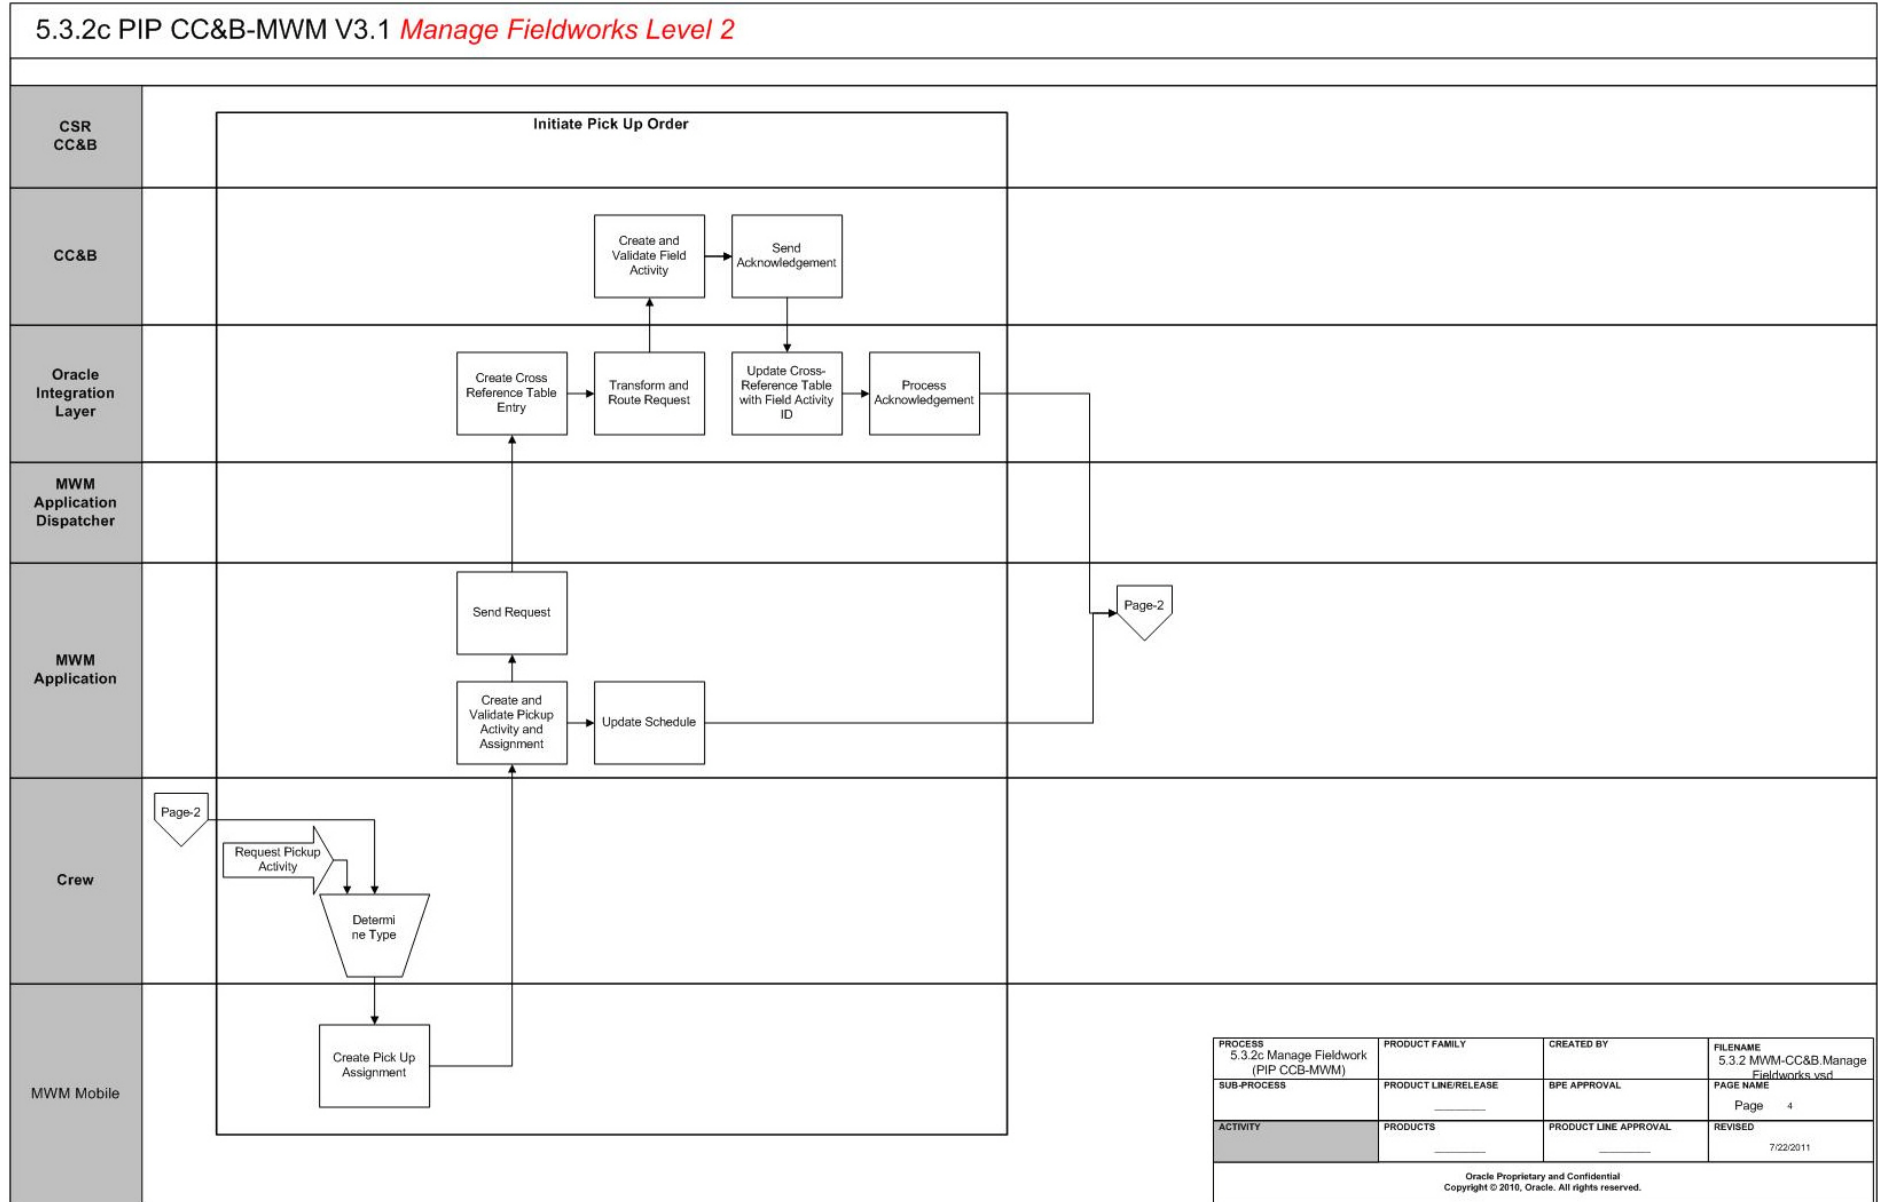 5.3.2c PIP CC&B-MWM V3.1 Manage Fieldworks Level 2
CSR
CC&B
Initiate Pick Up Order
CC&B
Create and
Validate Field
Activity
Send
Acknowledgement
Oracle
Integration
Layer
Create Cross
Reference Table
Entry
Transform and
Route Request
Update Cross-
Reference Table
with Field Activity
ID
Process
Acknowledgement
MWM
Application
Dispatcher
MWM
Application
Send Request
Page-2
Create and
Validate Pickup
Activity and
Assignment
Update Schedule
Crew
Page-2
Request Pickup
Activity
Determi
ne Type
MWM Mobile
Create Pick Up
Assignment
PROCESS
5.3.2c Manage Fieldwork
(PIP CCB-MWM)
PRODUCT FAMILY
CREATED BY
FILENAME
5.3.2 MWM-CC&B.Manage
Fieldworks.vsd
SUB-PROCESS
PRODUCT LINE/RELEASE
BPE APPROVAL
PAGE NAME
Page 4
ACTIVITY
PRODUCTS
PRODUCT LINE APPROVAL
REVISED
7/22/2011
Oracle Proprietary and Confidential
Copyright © 2010, Oracle. All rights reserved.